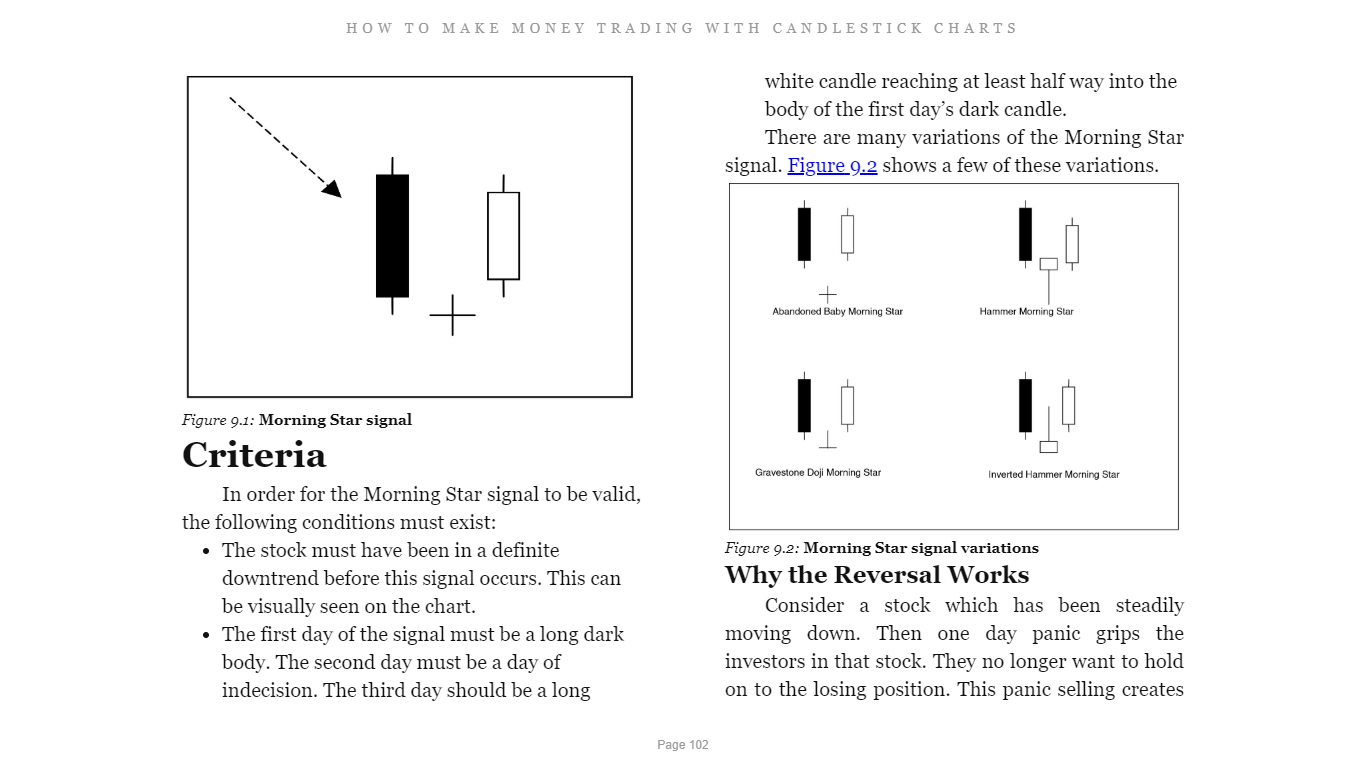 HOW TO MAKE MONEY TRADING WITH CANDLESTICK CHARTS
Figure 9.1: Morning Star signal
Criteria
In order for the Morning Star signal to be valid,
the following conditions must exist:
• The stock must have been in a definite
downtrend before this signal occurs. This can
be visually seen on the chart.
• The first day of the signal must be a long dark
body. The second day must be a day of
indecision. The third day should be a long
white candle reaching at least half way into the
body of the first day’s dark candle.
There are many variations of the Morning Star
signal. Figure 9.2 shows a few of these variations.
Abandoned Baby Morning Star
Hammer Morning Star
Gravestone Doji Morning Star
Inverted Hammer Morning Star
Figure 9.2: Morning Star signal variations
Why the Reversal Works
Consider a stock which has been steadily
moving down. Then one day panic grips the
investors in that stock. They no longer want to hold
on to the losing position. This panic selling creates
Page 102